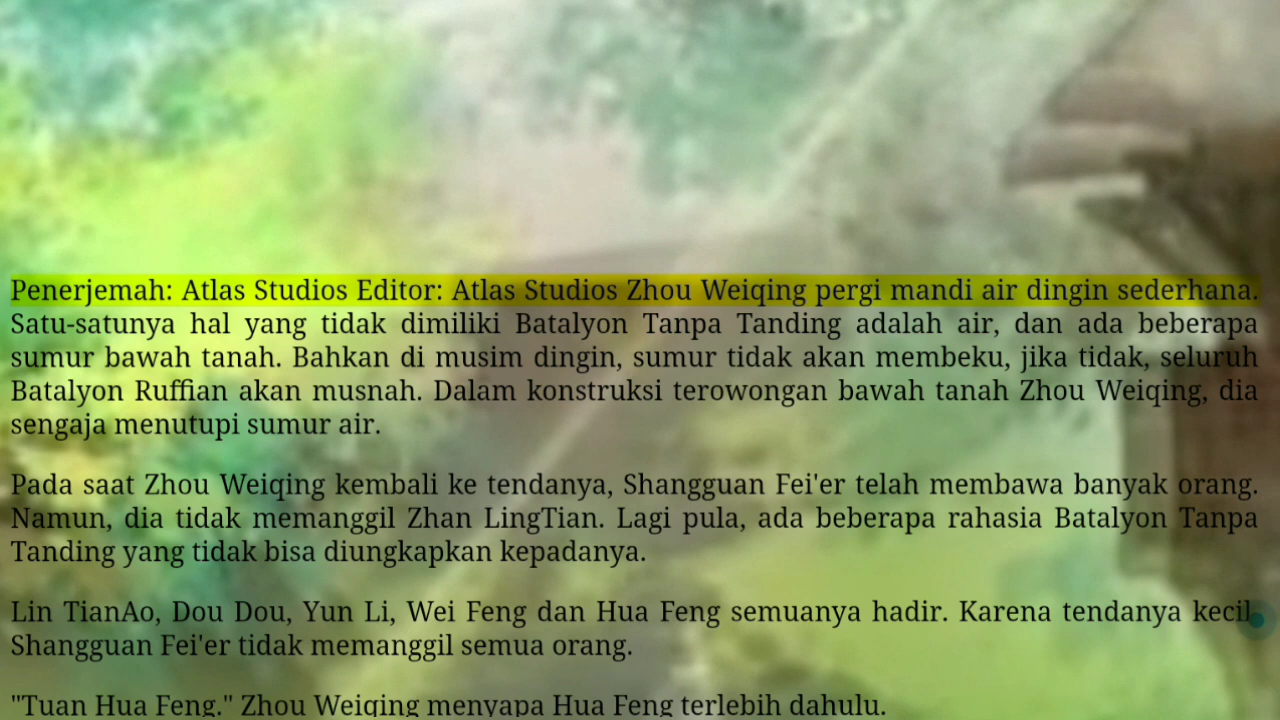 Penerjemah: Atlas Studios Editor: Atlas Studios Zhou Weiqing pergi mandi air dingin sederhana.
Satu-satunya hal yang tidak dimiliki Batalyon Tanpa Tanding adalah air, dan ada beberapa
sumur bawah tanah. Bahkan di musim dingin, sumur tidak akan membeku, jika tidak, seluruh
Batalyon Ruffian akan musnah. Dalam konstruksi terowongan bawah tanah Zhou Weiqing, dia
sengaja menutupi sumur air.
Pada saat Zhou Weiqing kembali ke tendanya, Shangguan Fei'er telah membawa banyak orang.
Namun, dia tidak memanggil Zhan LingTian. Lagi pula, ada beberapa rahasia Batalyon Tanpa
Tanding yang tidak bisa diungkapkan kepadanya.
Lin TianAo, Dou Dou, Yun Li, Wei Feng dan Hua Feng semuanya hadir. Karena tendanya kecil,
Shangguan Fei'er tidak memanggil semua orang.
"Tuan Hua Feng." Zhou Weiqing menyapa Hua Feng terlebih dahulu.